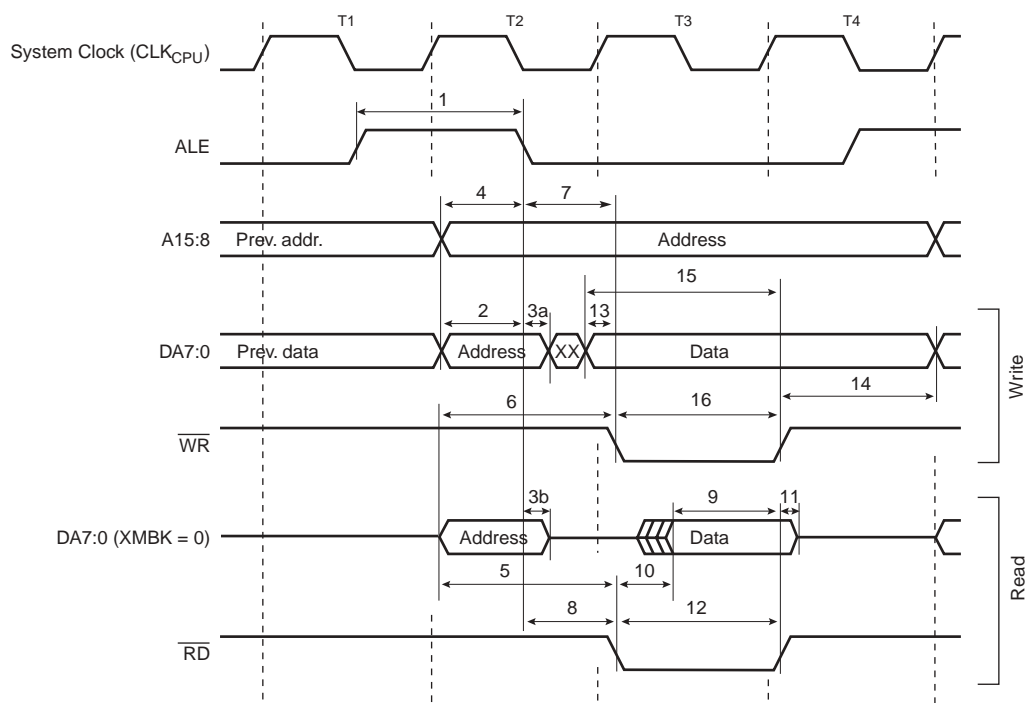 T1 T2 T3 T4
System Clock (CLKCPU)
1
ALE
4 7
A15:8 Prev. addr. Address
15
2 3a 13
DA7:0 Prev. data Address XX Data
14
6 16
WR
Write
3b 9 11
DA7:0 (XMBK = 0) Address Data
5 10
8 12
RD
Read